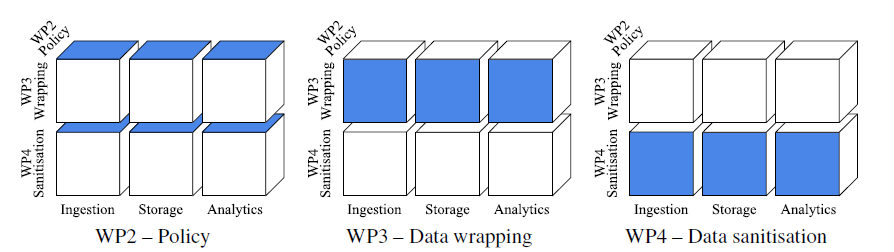 WP2
Policy
WP3
Wrapping
WP4
Sanitisation
Ingestion Storage Analytics
WP2 – Policy
WP2
Policy
WP3
Wrapping
WP4
Sanitisation
Ingestion Storage Analytics
WP3 – Data wrapping
WP2
Policy
WP3
Wrapping
WP4
Sanitisation
Ingestion Storage Analytics
WP4 – Data sanitisation